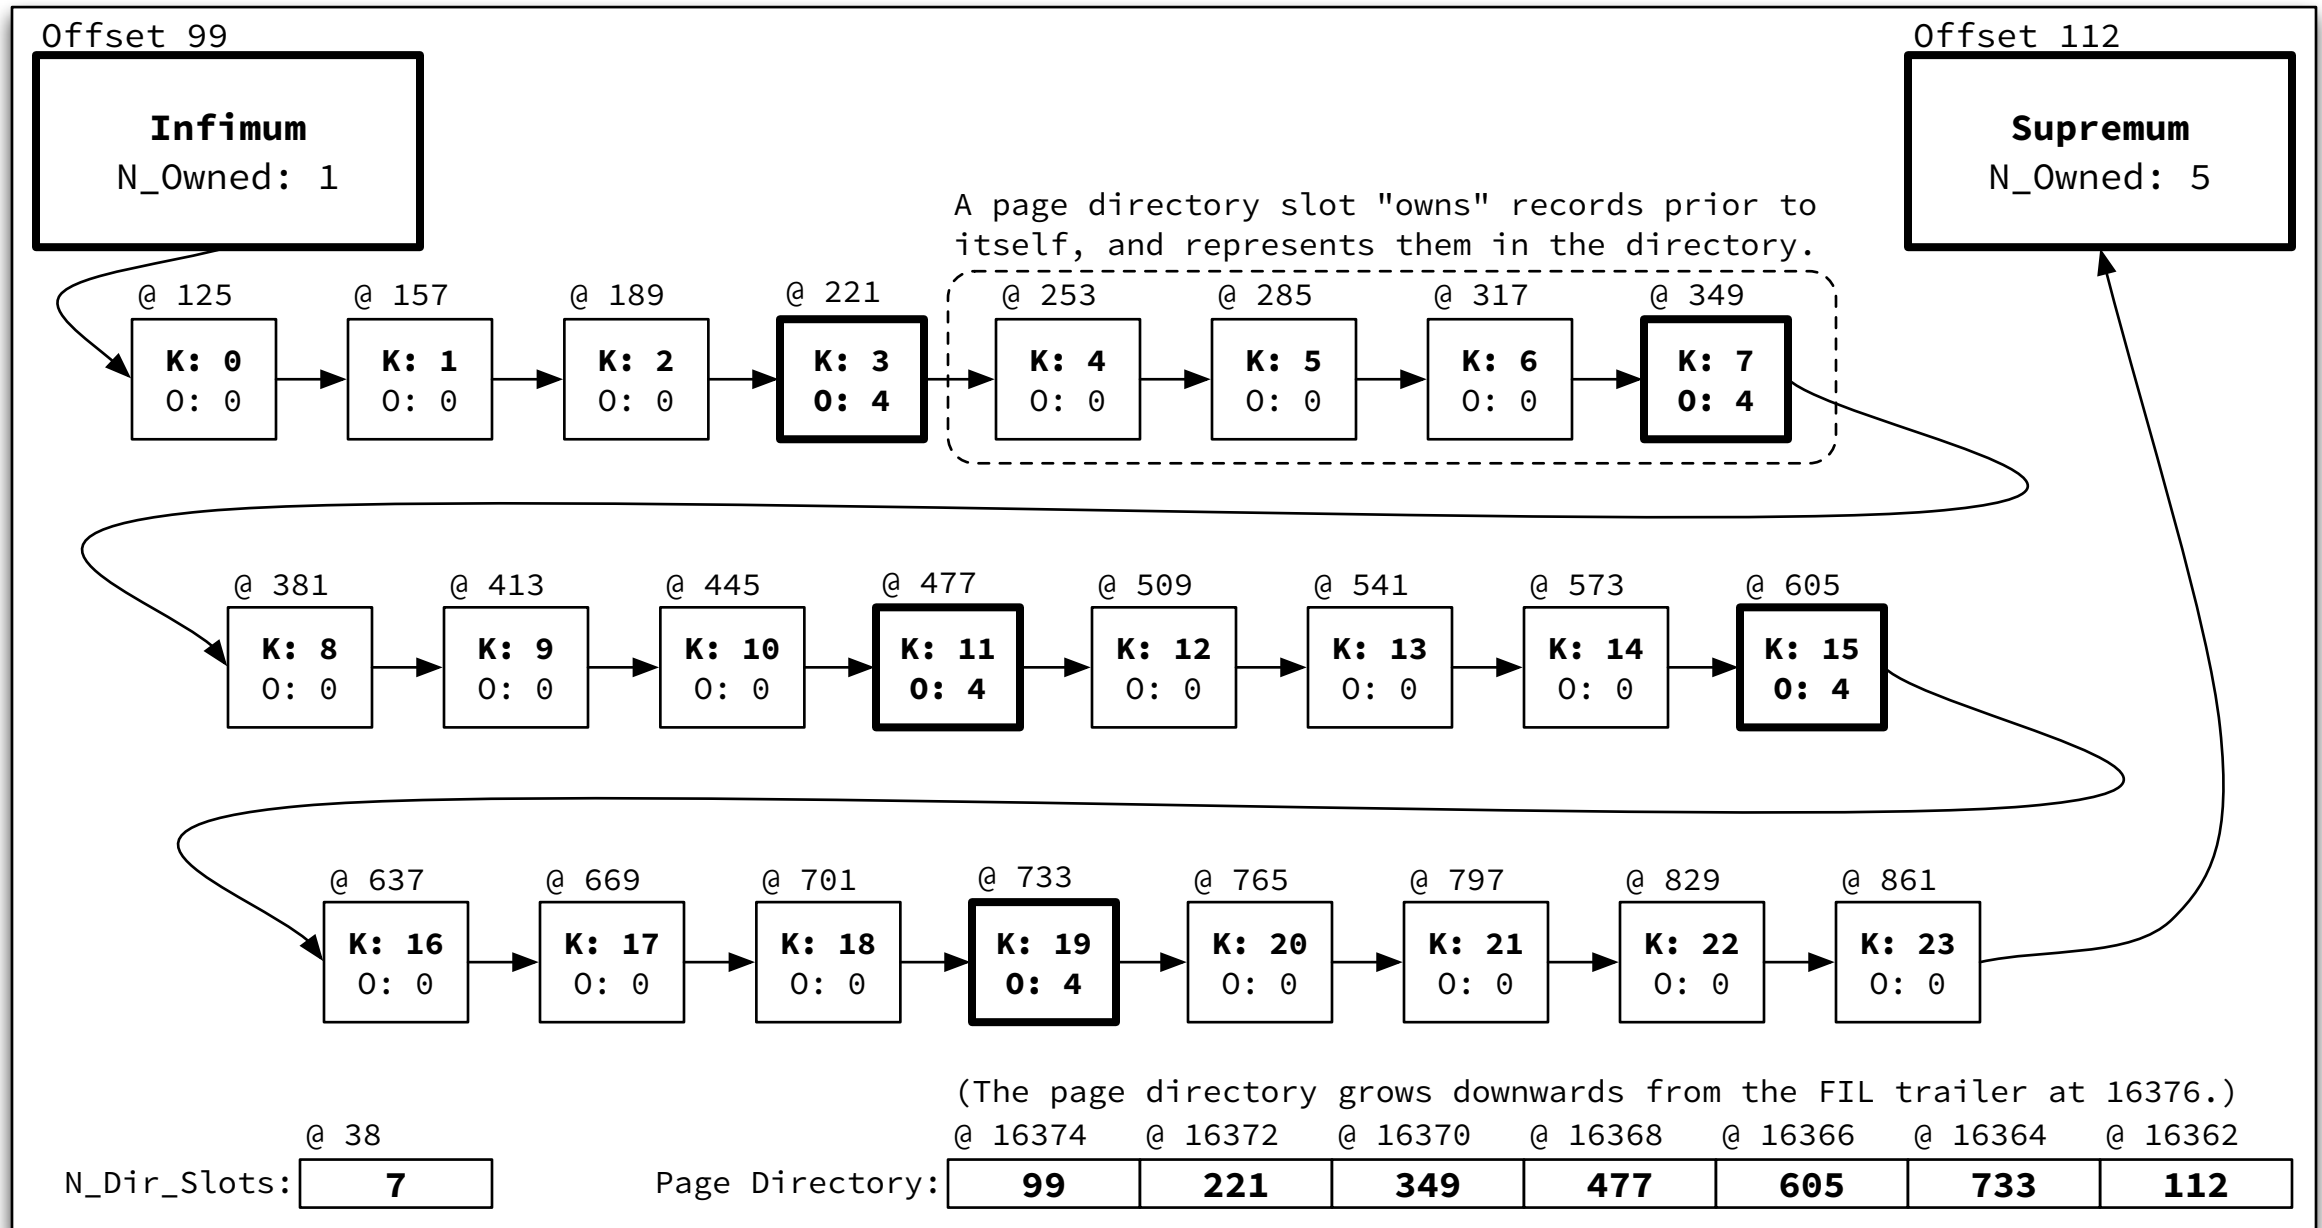 Offset 99
Offset 112
Infimum
N_Owned: 1
Supremum
N_Owned: 5
A page directory slot "owns" records prior to
itself, and represents them in the directory.
@ 125 @ 157 @ 189 @ 221 @ 253 @ 285 @ 317 @ 349
K: 0 K: 1 K: 2 K: 3 K: 4 K: 5 K: 6 K: 7
O: 0 O: 0 O: 0 O: 4 O: 0 O: 0 O: 0 O: 4
@ 381 @ 413 @ 445 @ 477 @ 509 @ 541 @ 573 @ 605
K: 8 K: 9 K: 10 K: 11 K: 12 K: 13 K: 14 K: 15
O: 0 O: 0 O: 0 O: 4 O: 0 O: 0 O: 0 O: 4
@ 637 @ 669 @ 701 @ 733 @ 765 @ 797 @ 829 @ 861
K: 16 K: 17 K: 18 K: 19 K: 20 K: 21 K: 22 K: 23
O: 0 O: 0 O: 0 O: 4 O: 0 O: 0 O: 0 O: 0
(The page directory grows downwards from the FIL trailer at 16376.)
@ 38 @ 16374 @ 16372 @ 16370 @ 16368 @ 16366 @ 16364 @ 16362
N_Dir_Slots: 7 Page Directory: 99 221 349 477 605 733 112